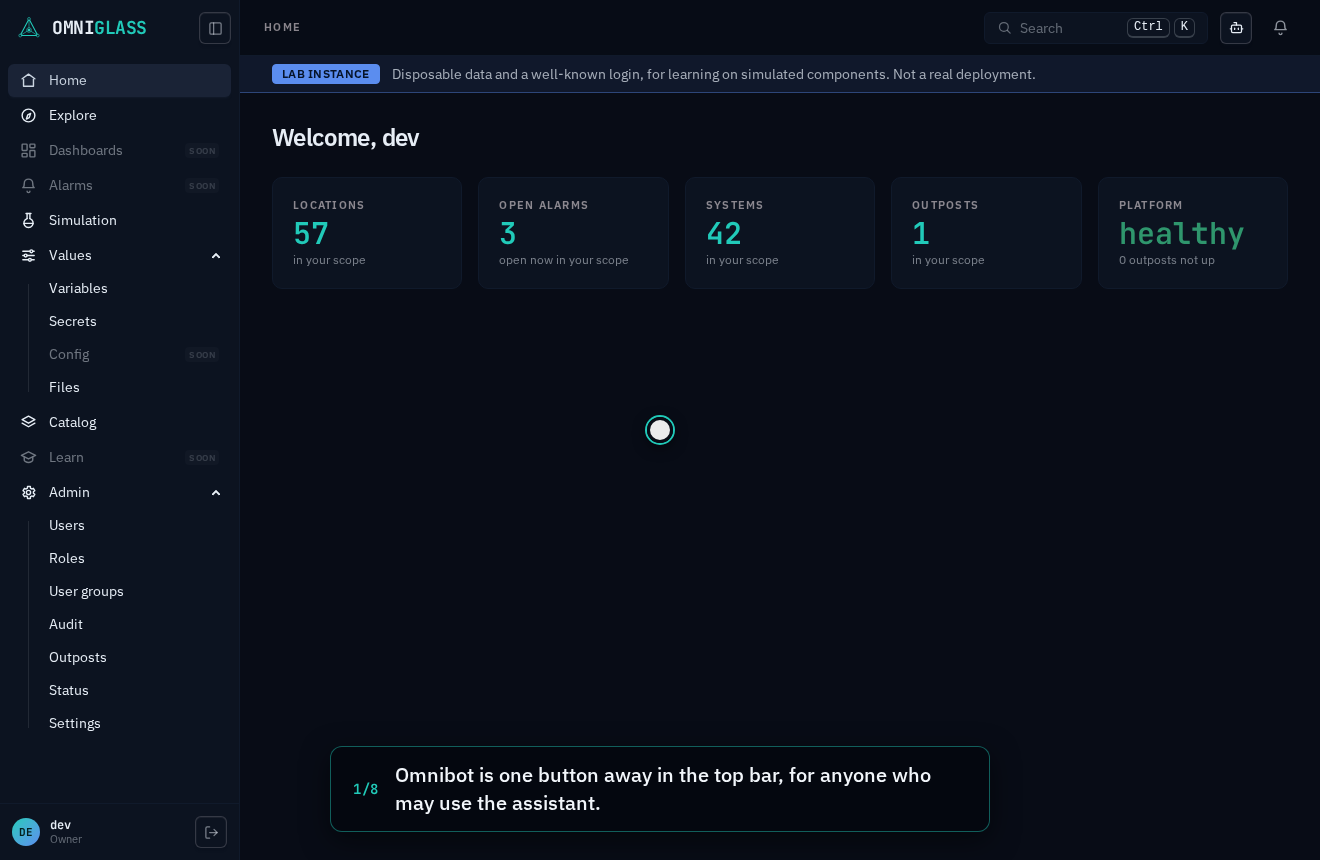 OMNIGLASS
HOME
Search
Ctrl K
LAB INSTANCE Disposable data and a well-known login, for learning on simulated components. Not a real deployment.
Home
Explore
Dashboards SOON
Alarms SOON
Simulation
Values
Variables
Secrets
Config SOON
Files
Catalog
Learn SOON
Admin
Users
Roles
User groups
Audit
Outposts
Status
Settings
DE
dev
Owner
Welcome, dev
LOCATIONS
57
in your scope
OPEN ALARMS
3
open now in your scope
SYSTEMS
42
in your scope
OUTPOSTS
1
in your scope
PLATFORM
healthy
0 outposts not up
1/8
Omnibot is one button away in the top bar, for anyone who
may use the assistant.